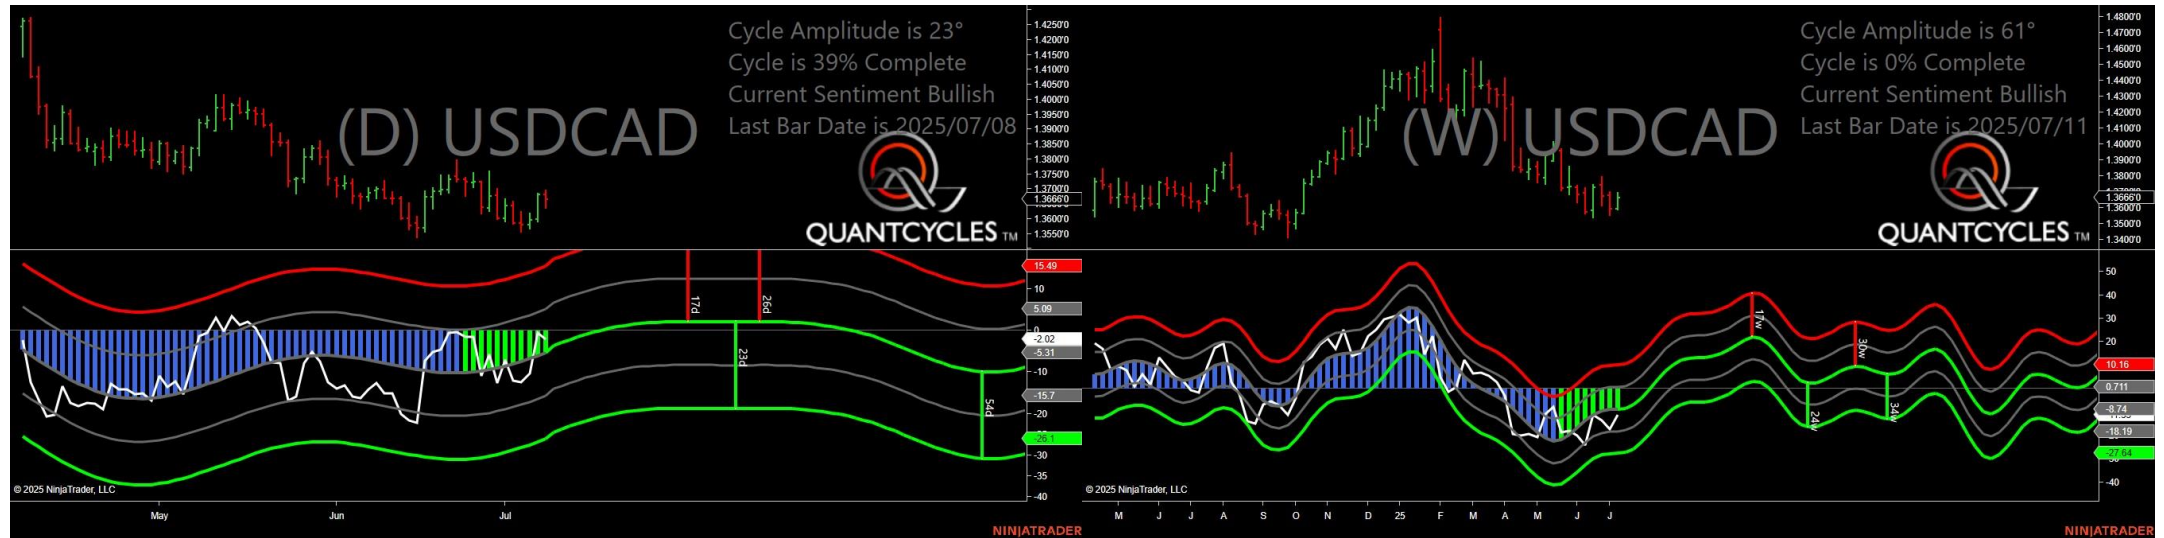 Cycle Amplitude is 23°
Cycle is 39% Complete
Current Sentiment Bullish
Last Bar Date is 2025/07/08
(D) USDCAD
QUANTCYCLES TM
1.4250'0
1.4200'0
1.4150'0
1.4100'0
1.4050'0
1.4000'0
1.3950'0
1.3900'0
1.3850'0
1.3800'0
1.3750'0
1.3700'0
1.3666'0
1.3600'0
1.3550'0
17d
26d
23d
54d
15.49
10
5.09
0
-2.02
-5.31
-10
-15.7
-20
-26.1
-30
-35
-40
© 2025 NinjaTrader, LLC
May
Jun
Jul
NINJATRADER
Cycle Amplitude is 61°
Cycle is 0% Complete
Current Sentiment Bullish
Last Bar Date is 2025/07/11
(W) USDCAD
QUANTCYCLES TM
1.4800'0
1.4700'0
1.4600'0
1.4500'0
1.4400'0
1.4300'0
1.4200'0
1.4100'0
1.4000'0
1.3900'0
1.3800'0
1.3666'0
1.3600'0
1.3500'0
1.3400'0
17w
30w
24w
34w
50
40
30
20
10.16
0.711
-8.74
-18.19
-27.64
-40
© 2025 NinjaTrader, LLC
M
J
J
A
S
O
N
D
25
F
M
A
M
J
J
NINJATRADER